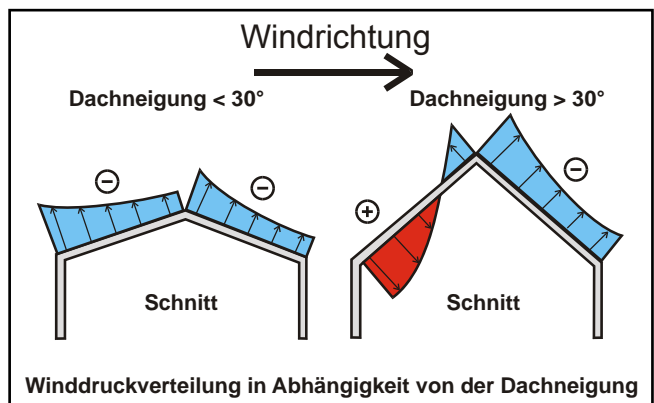 Windrichtung
Dachneigung < 30°
Dachneigung > 30°
Schnitt
Schnitt
Winddruckverteilung in Abhängigkeit von der Dachneigung